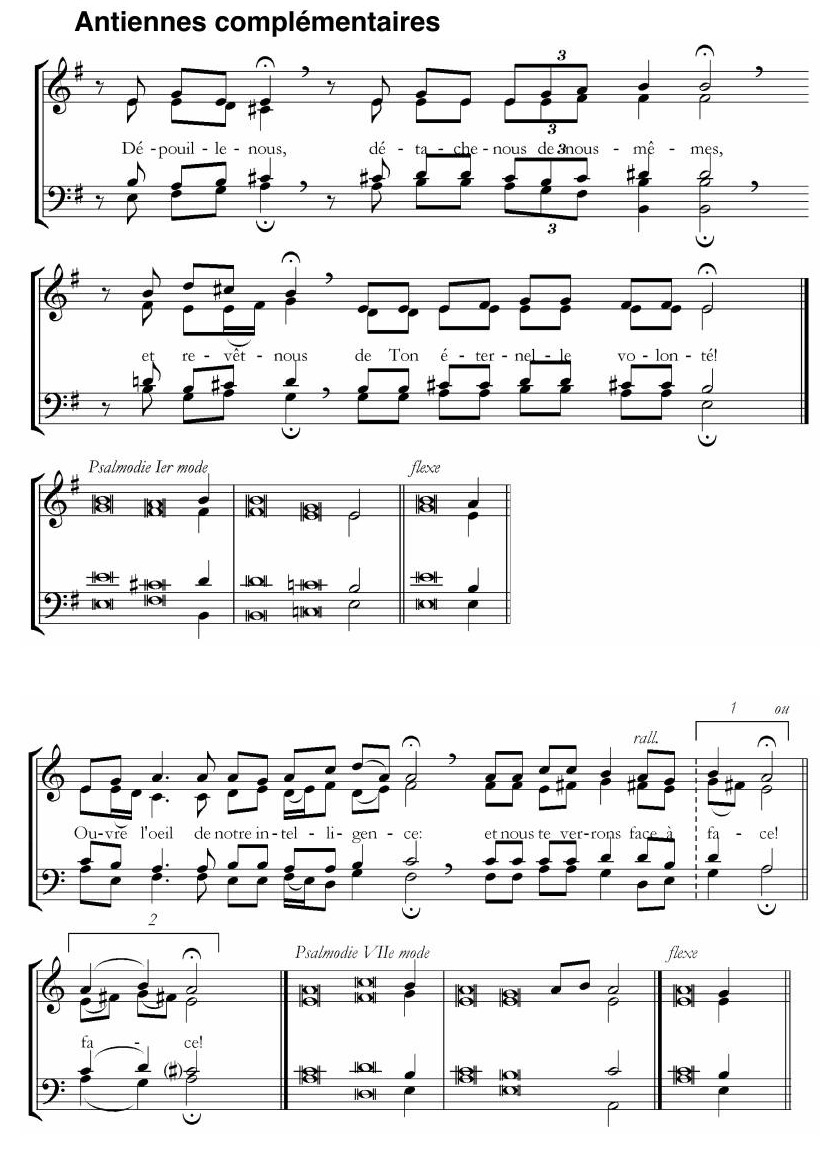 Antiennes complémentaires
3
Dé - pouil - le - nous, dé - ta - che - nous de - nous - mê - mes,
3
3
3
et re - vêt - nous de Ton é - ter - nel - le vo - lon - té!
Psalmodie Ier mode flexe
1 ou
rall.
Ou - vre l'oeil de notre in - tel - li - gen - ce: et nous te ver - rons face à fa - ce!
2
Psalmodie VIIe mode flexe
fa - ce!